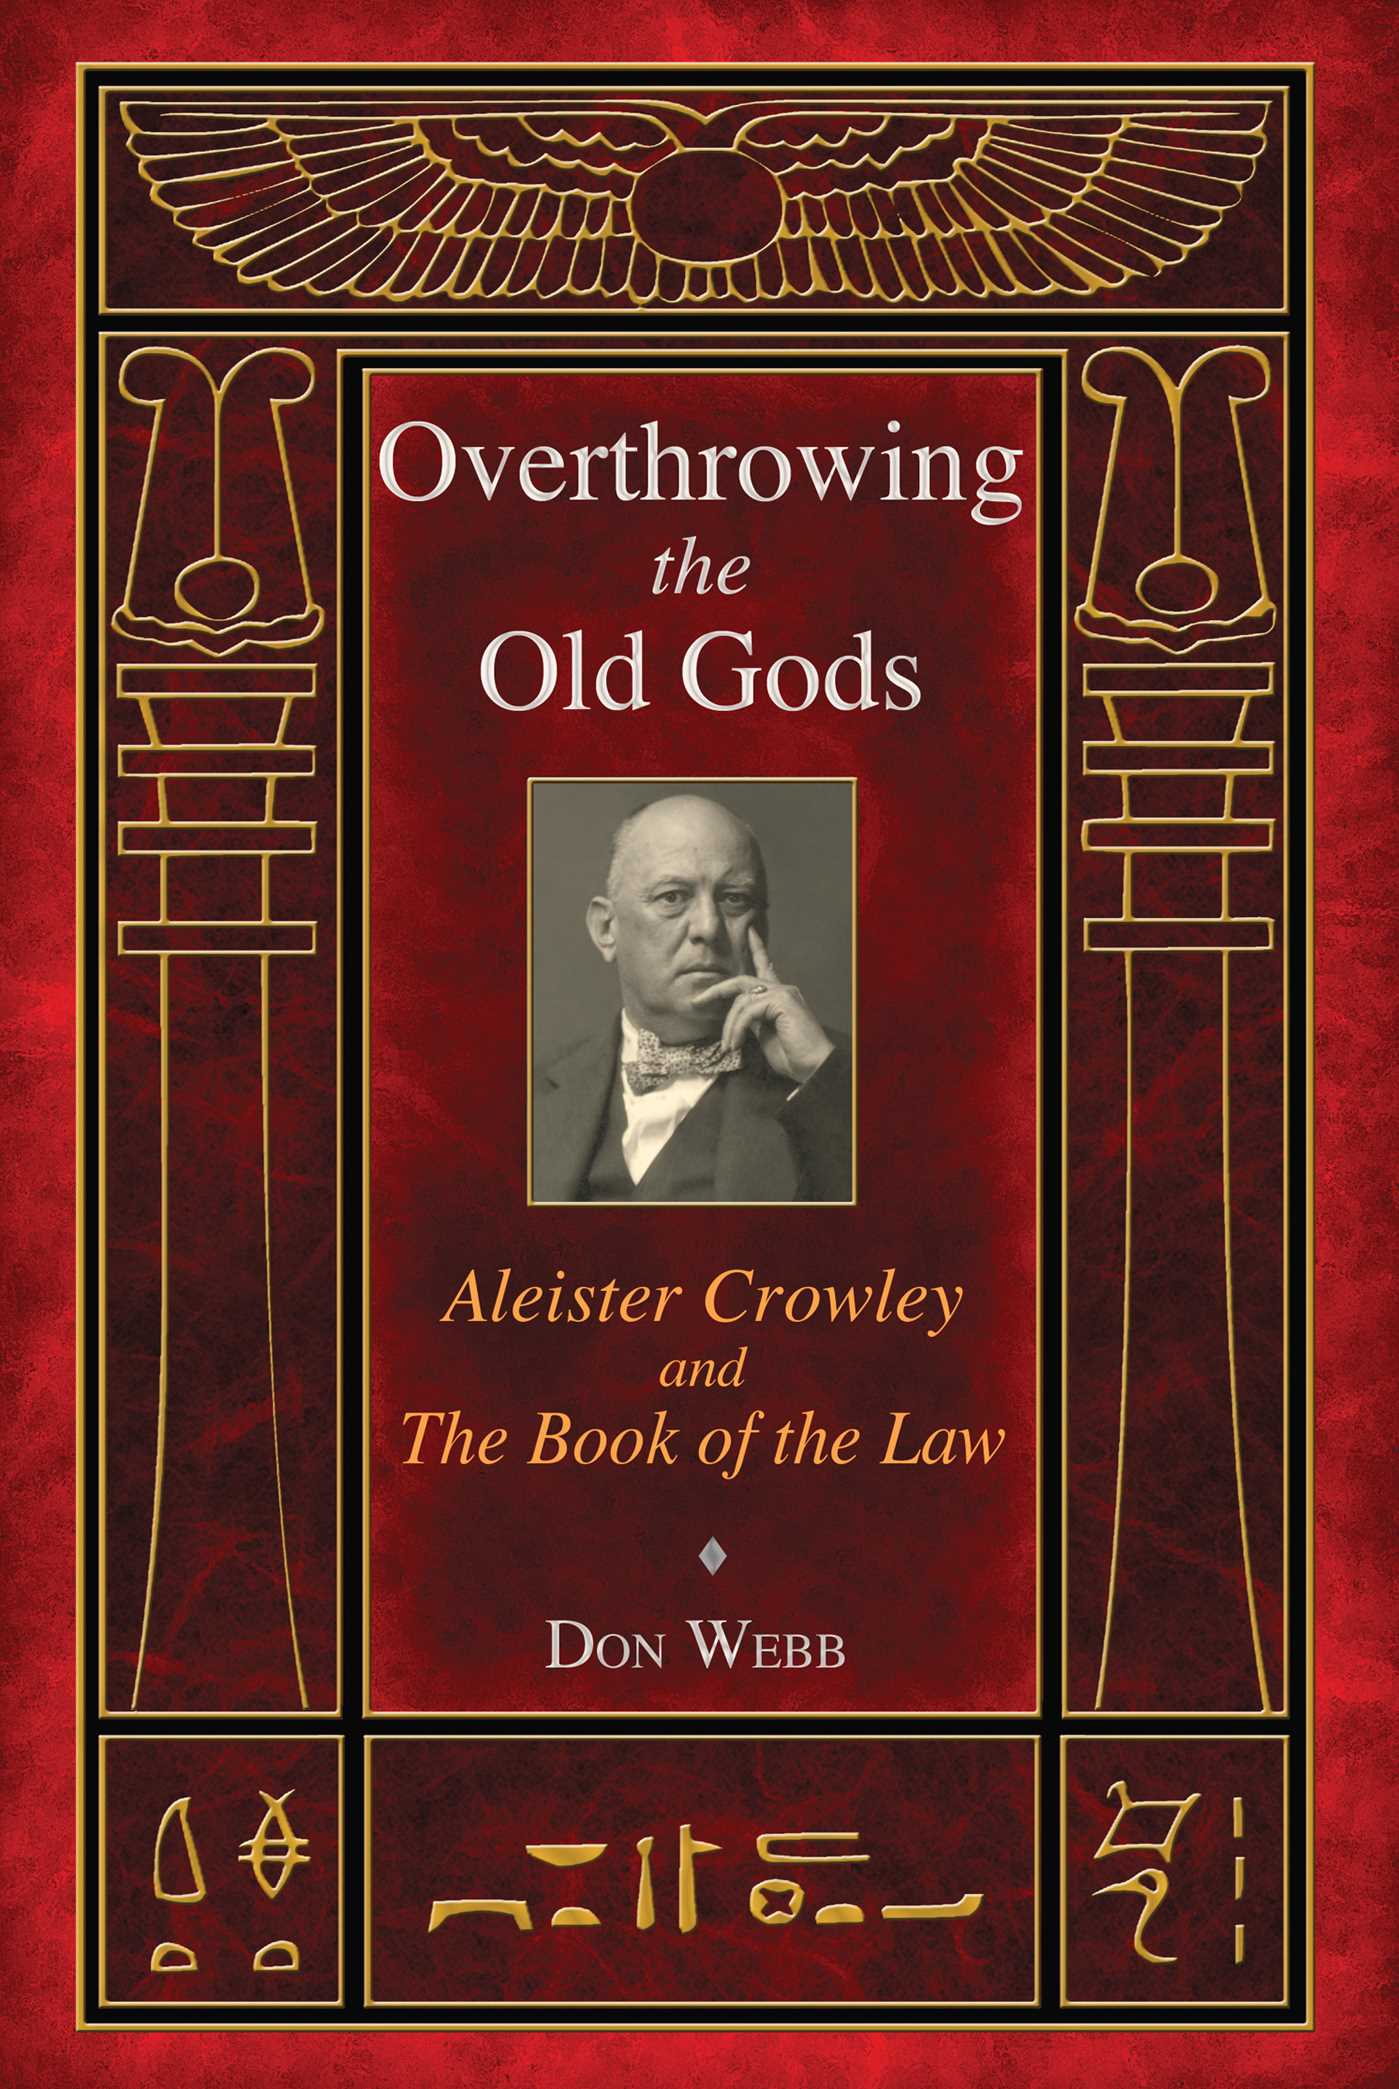 Overthrowing
the
Old Gods
Aleister Crowley
and
The Book of the Law
DON WEBB